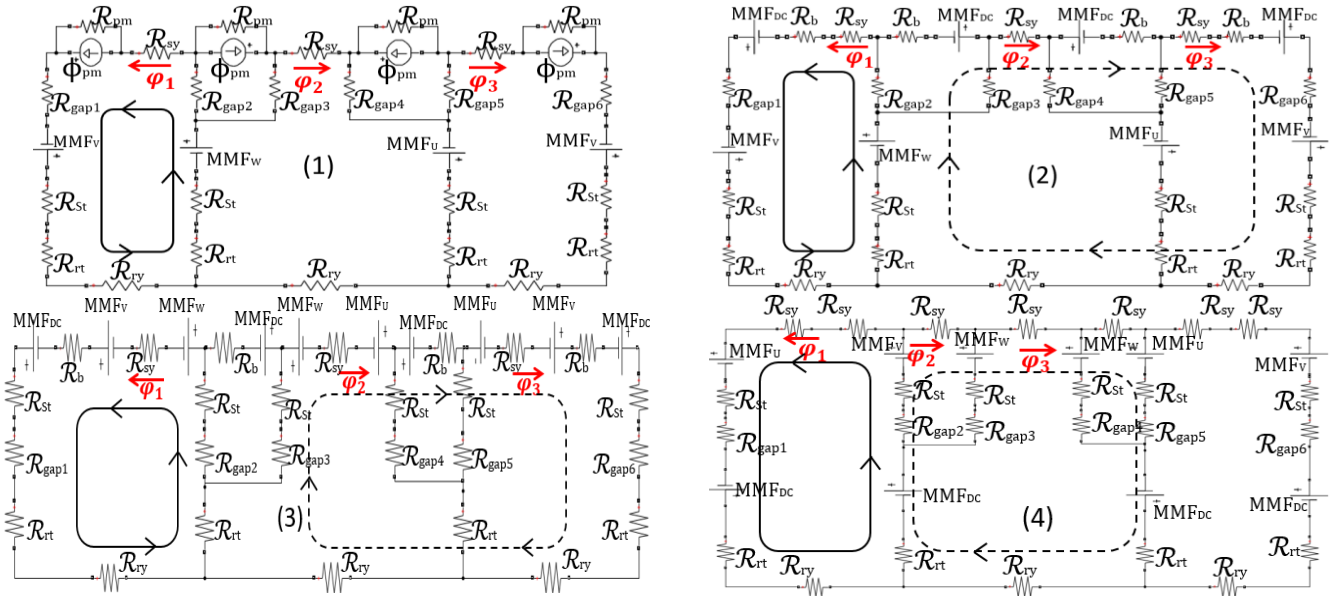 ℛpm ℛpm ℛpm ℛpm
ℛsy ℛsy ℛsy
ϕpm φ1 ϕpm φ2 ϕpm φ3 ϕpm
ℛgap1 ℛgap2 ℛgap3 ℛgap4 ℛgap5 ℛgap6
MMFV MMFW (1) MMFU MMFV
ℛSt ℛSt ℛSt ℛSt
ℛrt ℛrt ℛrt ℛrt
ℛry ℛry ℛry
MMFDC ℛb ℛsy ℛb MMFDC ℛsy MMFDC ℛb ℛsy ℛb MMFDC
φ1 φ2 φ3
ℛgap1 ℛgap2 ℛgap3 ℛgap4 ℛgap5 ℛgap6
MMFV MMFW MMFU MMFV
(2)
ℛSt ℛSt ℛSt ℛSt
ℛrt ℛrt ℛrt ℛrt
ℛry ℛry ℛry
MMFV MMFW MMFW MMFU MMFU MMFV
MMFDC MMFDC MMFDC MMFDC
ℛb ℛsy ℛb ℛsy ℛb ℛsy ℛb
φ1 φ2 φ3
ℛSt ℛSt ℛSt ℛSt ℛSt ℛSt
ℛgap1 ℛgap2 ℛgap3 ℛgap4 ℛgap5 ℛgap6
ℛrt ℛrt (3) ℛrt ℛrt
ℛry ℛry ℛry
ℛsy ℛsy ℛsy ℛsy ℛsy ℛsy ℛsy
φ1 φ2 φ3
MMFU MMFV MMFW MMFW MMFU MMFV
ℛSt ℛSt ℛSt ℛSt ℛSt ℛSt
ℛgap1 ℛgap2 ℛgap3 ℛgap4 ℛgap5 ℛgap6
MMFDC MMFDC MMFDC MMFDC
(4)
ℛrt ℛrt ℛrt ℛrt
ℛry ℛry ℛry